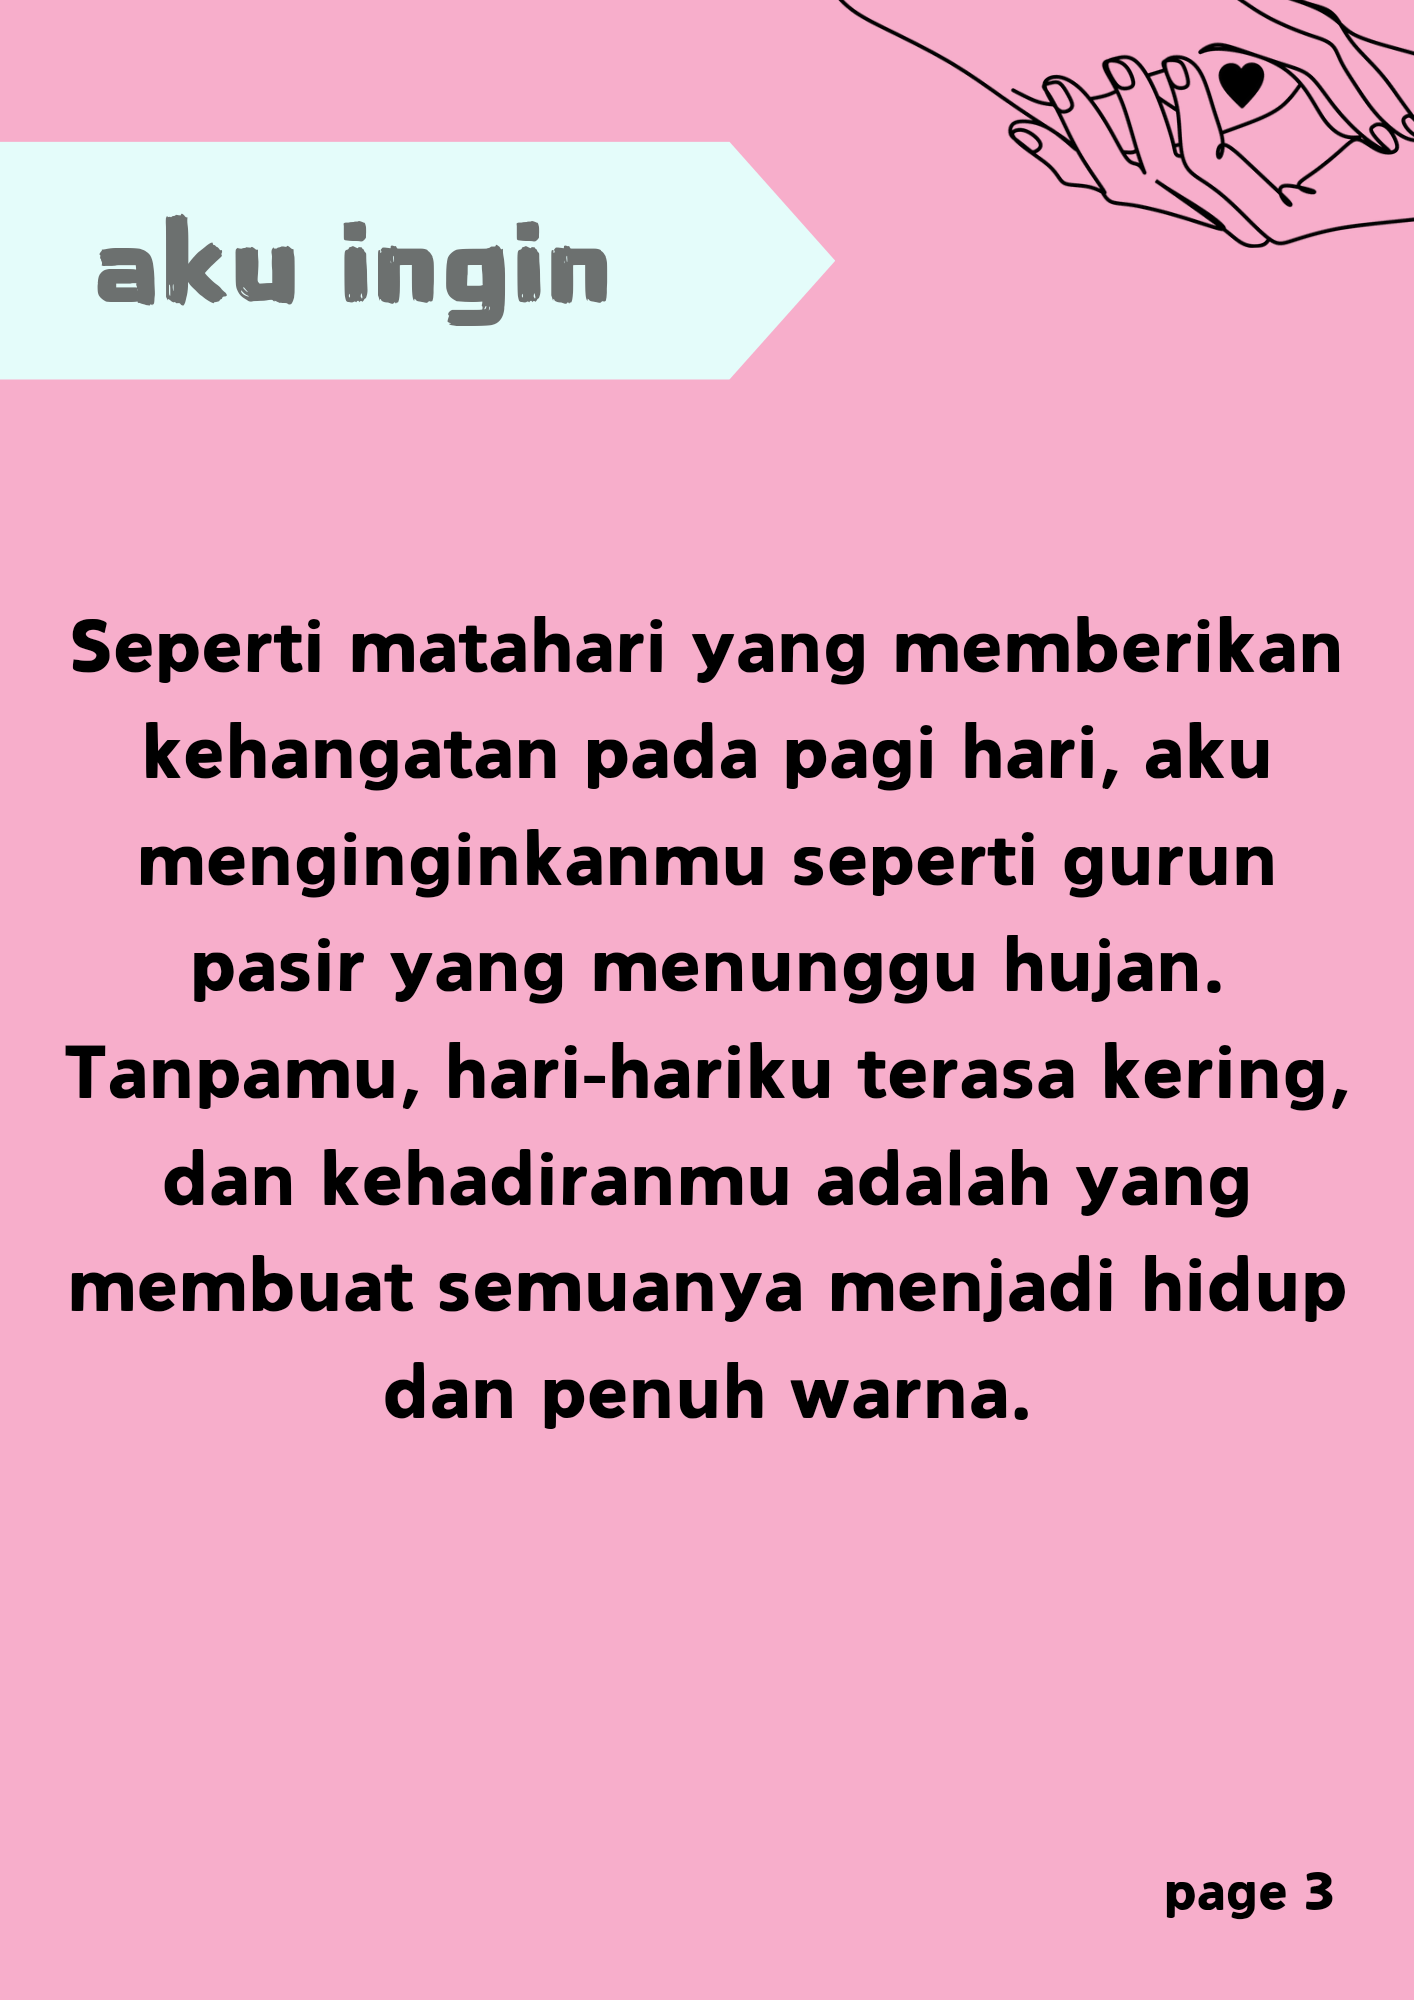 aku ingin
Seperti matahari yang memberikan
kehangatan pada pagi hari, aku
menginginkanmu seperti gurun
pasir yang menunggu hujan.
Tanpamu, hari-hariku terasa kering,
dan kehadiranmu adalah yang
membuat semuanya menjadi hidup
dan penuh warna.
page 3